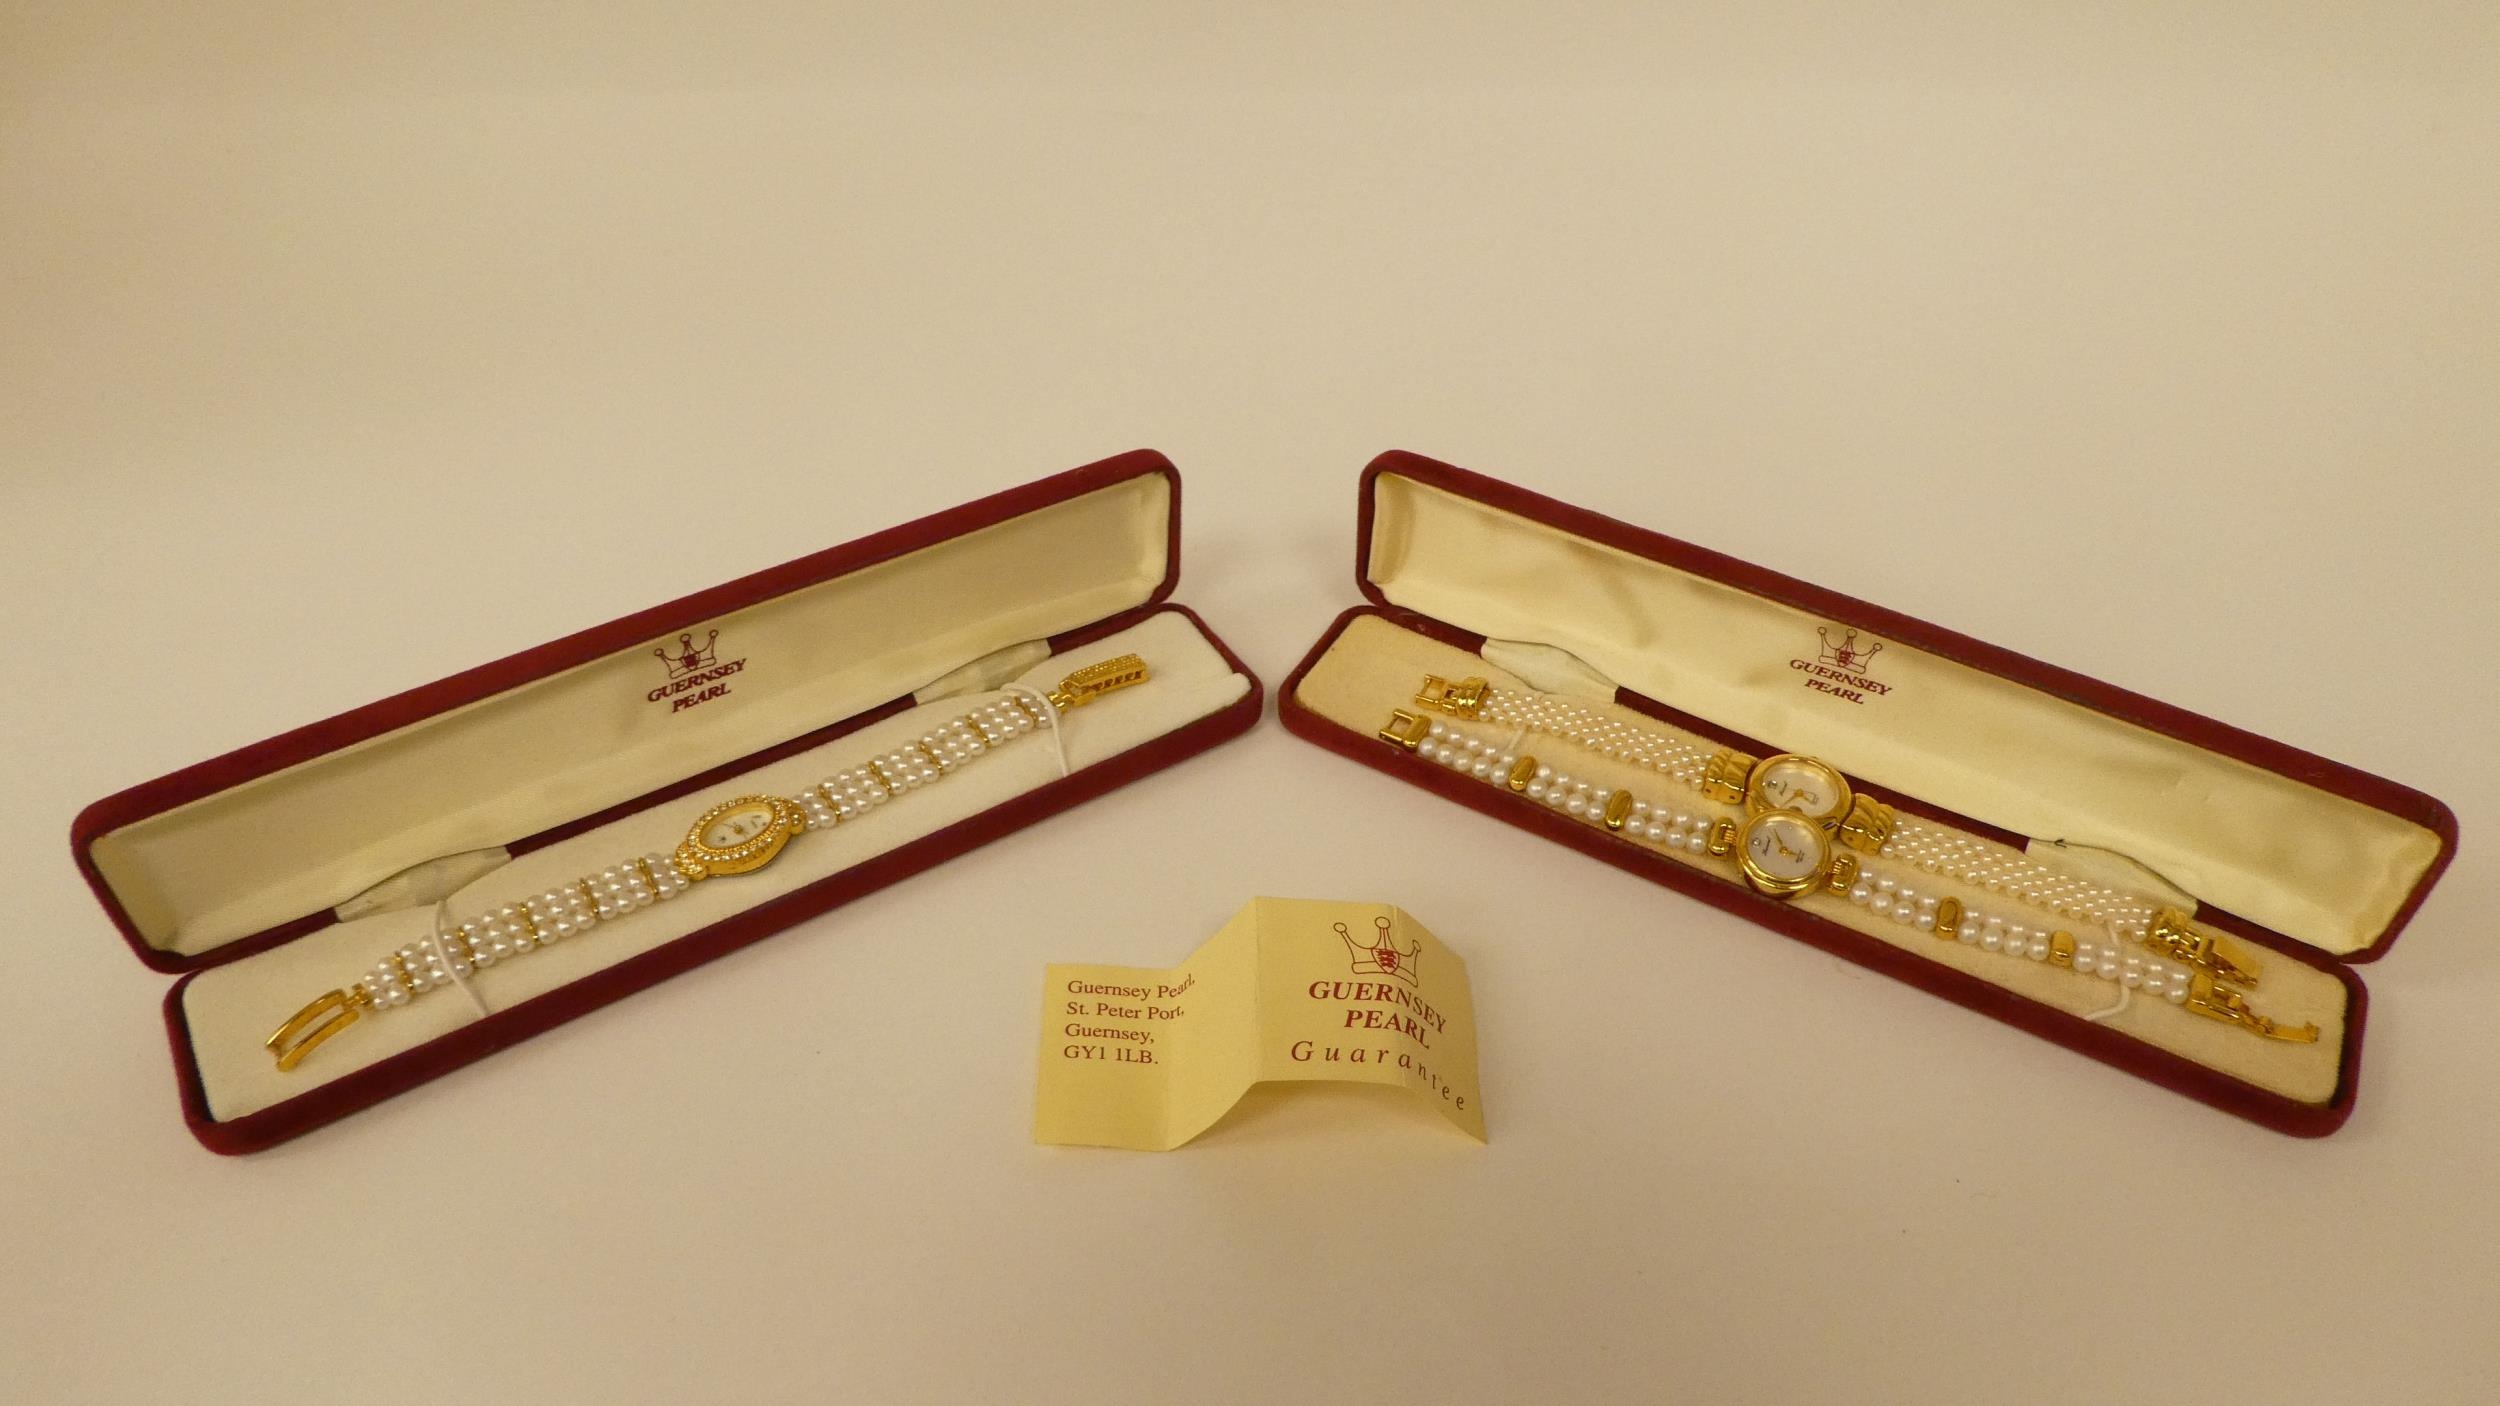 GUERNSEY
PEARL
GUERNSEY
PEARL
Guernsey Pearl,
St. Peter Port,
Guernsey,
GY1 1LB.
GUERNSEY
PEARL
Guarantee